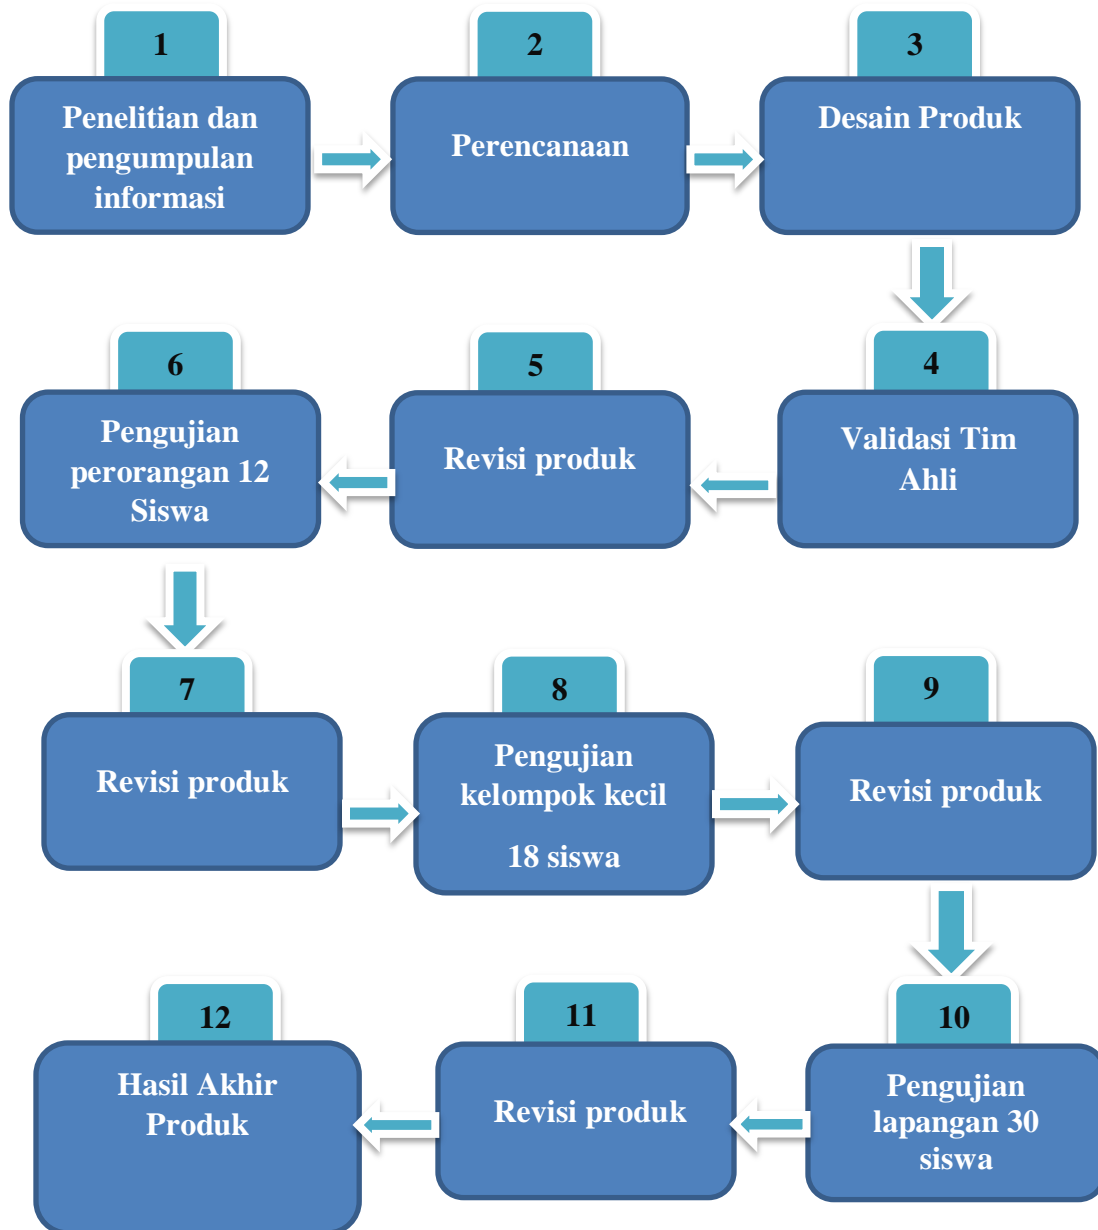 1
Penelitian dan
pengumpulan
informasi
2
Perencanaan
3
Desain Produk
4
Validasi Tim
Ahli
5
Revisi produk
6
Pengujian
perorangan 12
Siswa
7
Revisi produk
8
Pengujian
kelompok kecil
18 siswa
9
Revisi produk
10
Pengujian
lapangan 30
siswa
11
Revisi produk
12
Hasil Akhir
Produk